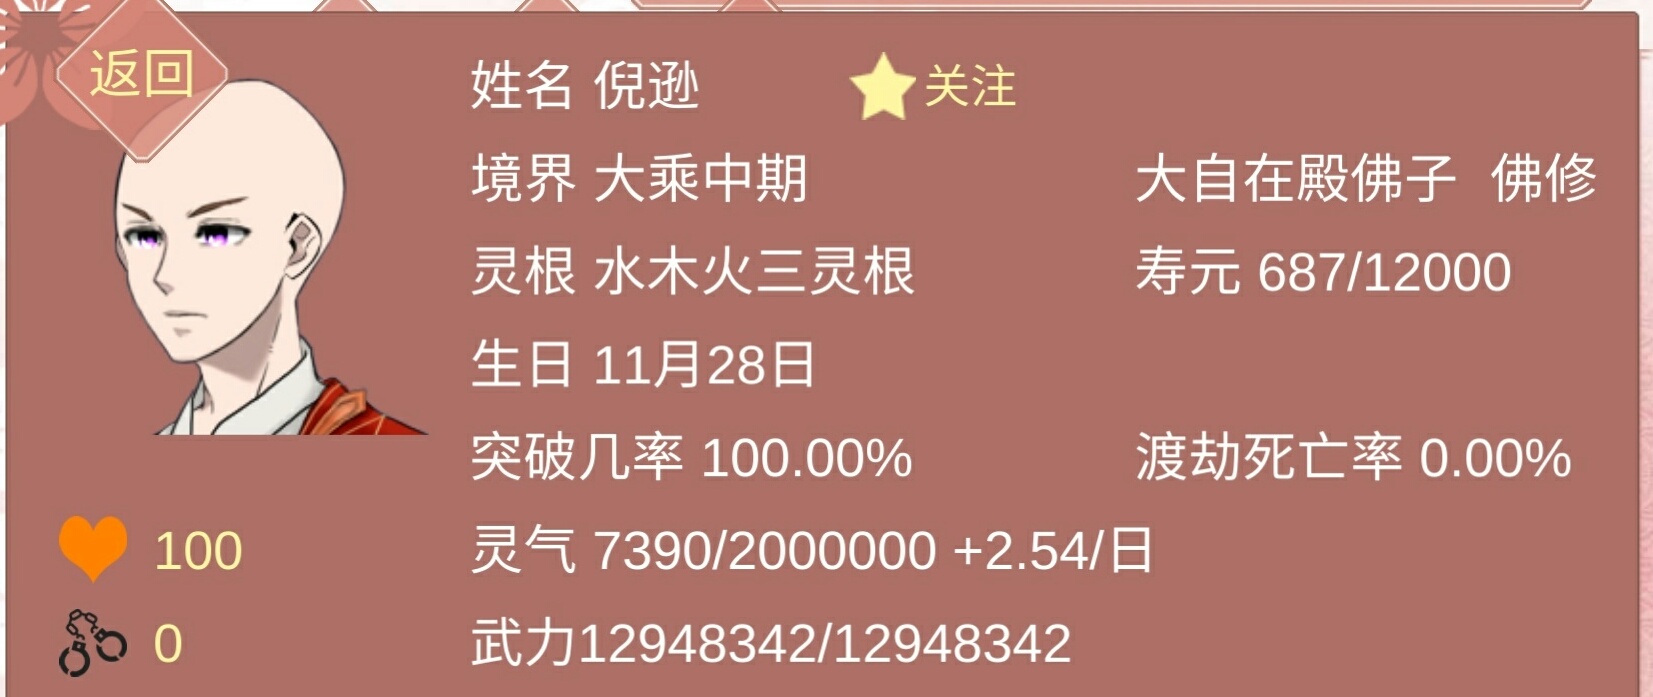 返回
姓名 倪逊 关注
境界 大乘中期 大自在殿佛子 佛修
灵根 水木火三灵根 寿元 687/12000
生日 11月28日
突破几率 100.00% 渡劫死亡率 0.00%
100 灵气 7390/2000000 +2.54/日
0 武力12948342/12948342